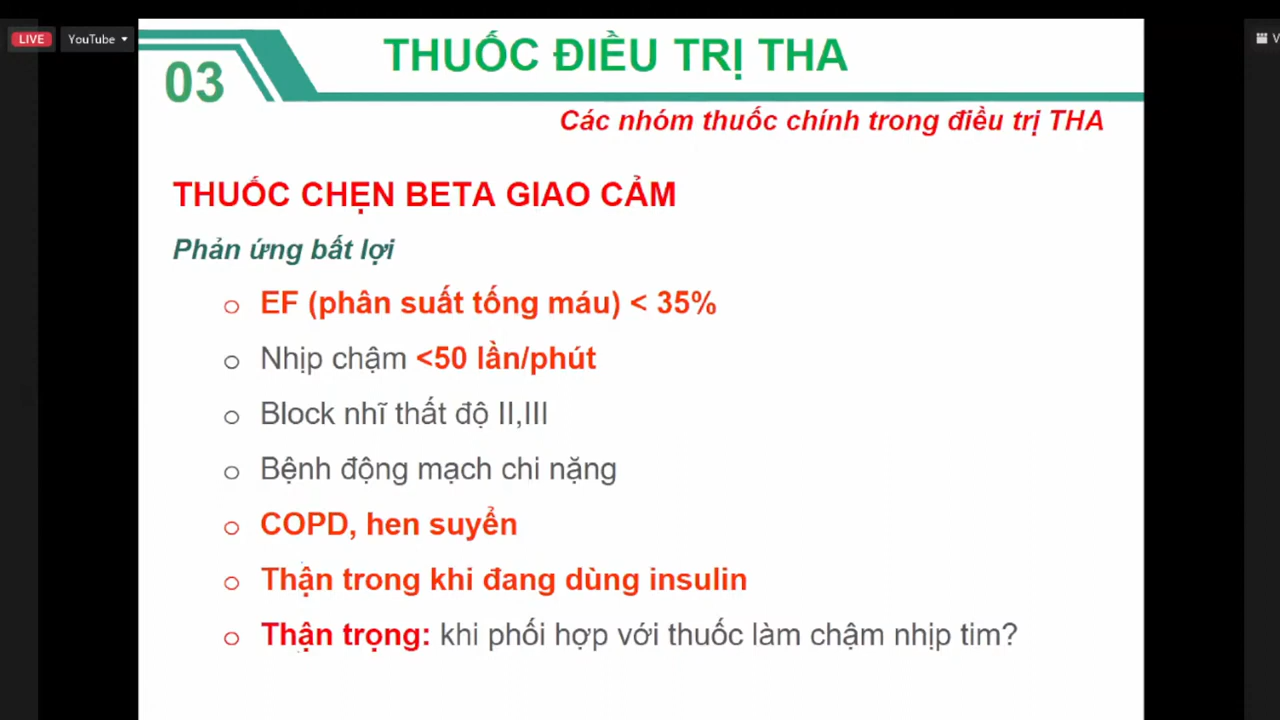 LIVE
YouTube
V
03
THUỐC ĐIỀU TRỊ THA
Các nhóm thuốc chính trong điều trị THA
THUỐC CHẸN BETA GIAO CẢM
Phản ứng bất lợi
EF (phân suất tống máu) < 35%
Nhịp chậm <50 lần/phút
Block nhĩ thất độ II,III
Bệnh động mạch chi nặng
COPD, hen suyển
Thận trong khi đang dùng insulin
Thận trọng: khi phối hợp với thuốc làm chậm nhịp tim?